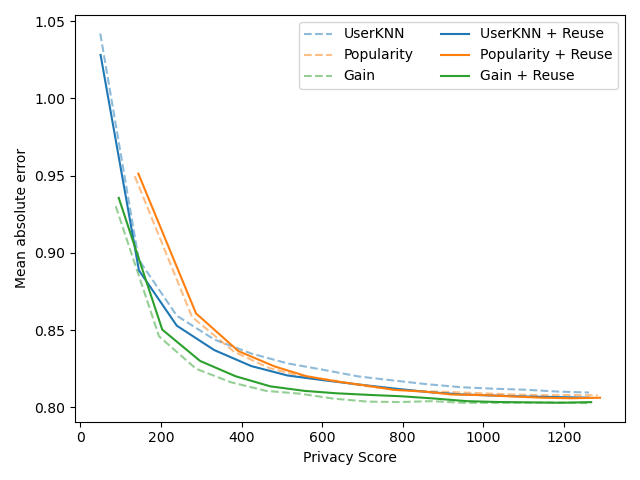 1.05
1.00
0.95
0.90
0.85
0.80
Mean absolute error
UserKNN
Popularity
Gain
UserKNN + Reuse
Popularity + Reuse
Gain + Reuse
0 200 400 600 800 1000 1200
Privacy Score